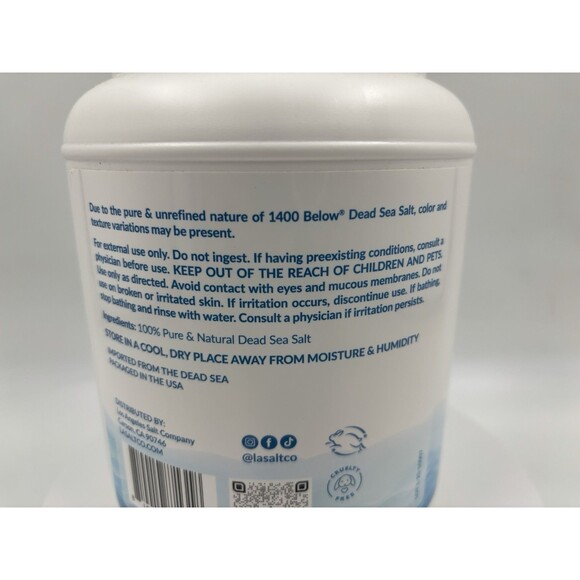 Due to the pure & unrefined nature of 1400 Below® Dead Sea Salt, color and
texture variations may be present.
For external use only. Do not ingest. If having preexisting conditions, consult a
physician before use. KEEP OUT OF THE REACH OF CHILDREN AND PETS.
Use only as directed. Avoid contact with eyes and mucous membranes. Do not
use on broken or irritated skin. If irritation occurs, discontinue use. If bathing,
stop bathing and rinse with water. Consult a physician if irritation persists.
Ingredients: 100% Pure & Natural Dead Sea Salt
STORE IN A COOL, DRY PLACE AWAY FROM MOISTURE & HUMIDITY
IMPORTED FROM THE DEAD SEA
PACKAGED IN THE USA
DISTRIBUTED BY:
Los Angeles Salt Company
Carson, CA 90746
LASALTCO.COM
@lasaltco
CRUELTY
FREE